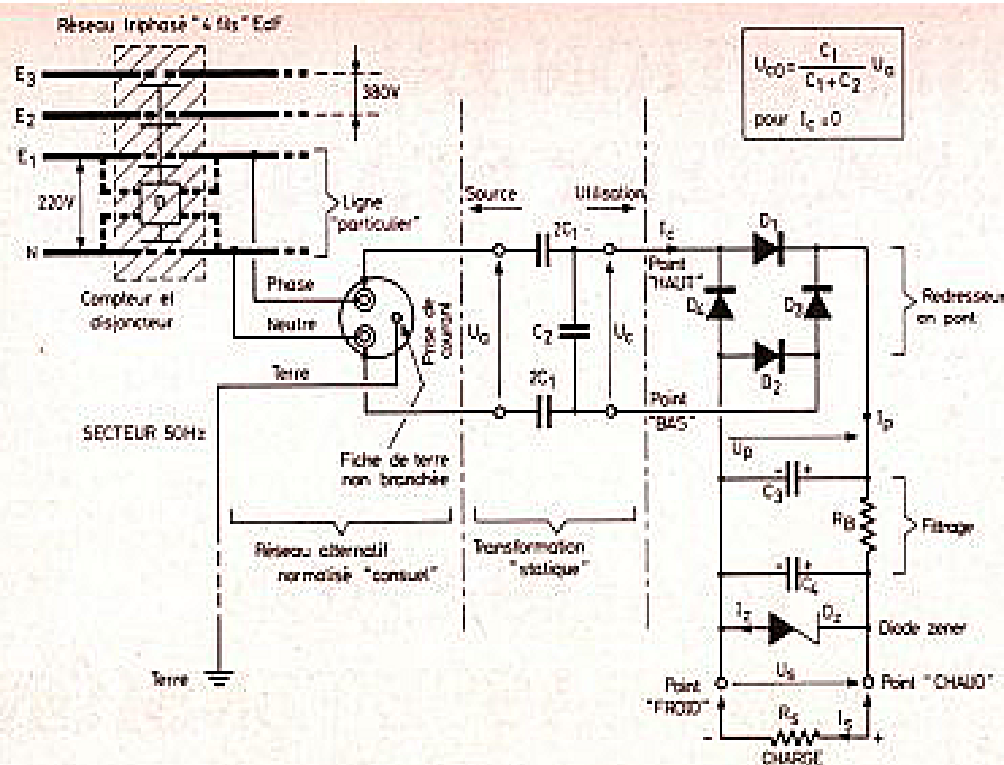 Réseau triphasé "4 fils" EdF
E3
E2
E1
N
380V
220V
D
Ligne
"particulier"
Compteur et
disjoncteur
Phase
Neutre
Terre
Prise de
courant
SECTEUR 50Hz
Fiche de terre
non branchée
Réseau alternatif
normalisé "consuel"
Terre
Source
Utilisation
2C1
C2
2C1
Ua
Uc
Transformation
"statique"
UcO = C1 / C1 + C2 Ua
pour Ic = 0
Ic
Point
"HAUT"
Point
"BAS"
D1
D4
D3
D2
Redresseur
en pont
Ip
Up
- +
C3
RB
Filtrage
- +
C4
Iz
Dz
Diode zener
Point
"FROID"
Us
Point "CHAUD"
RS
IS
- +
CHARGE